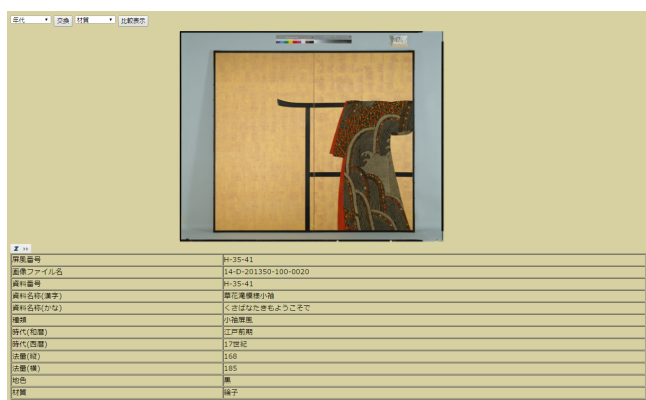 年代 交換 材質 比較表示
Z
屏風番号 H-35-41
画像ファイル名 14-D-201350-100-0020
資料番号 H-35-41
資料名称(漢字) 草花滝模様小袖
資料名称(かな) くさばなたきもようこそで
種類 小袖屏風
時代(和暦) 江戸前期
時代(西暦) 17世紀
法量(縦) 168
法量(横) 185
地色 黒
材質 綸子